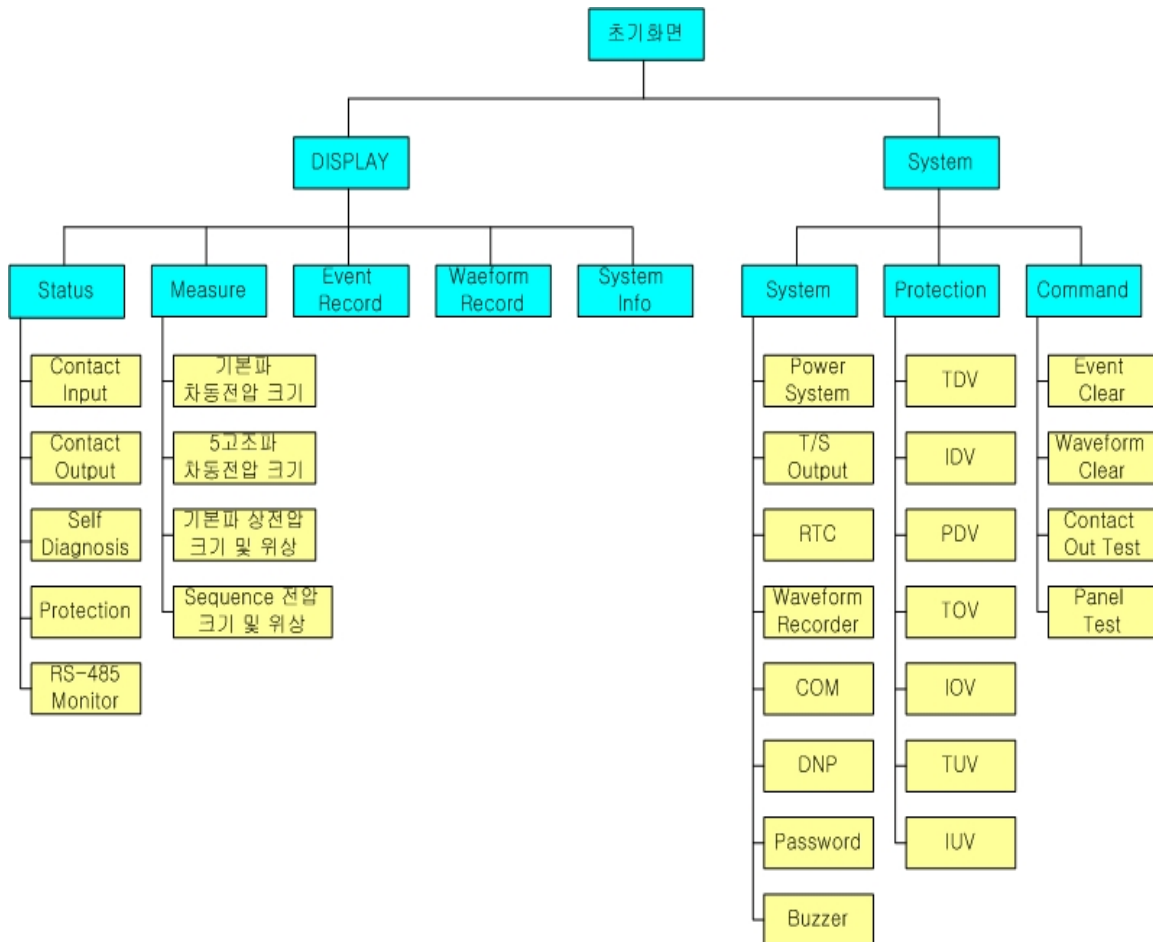 초기화면
DISPLAY
System
Status
Measure
Event
Record
Waeform
Record
System
Info
System
Protection
Command
Contact
Input
Contact
Output
Self
Diagnosis
Protection
RS-485
Monitor
기본파
차동전압 크기
5고조파
차동전압 크기
기본파 상전압
크기 및 위상
Sequence 전압
크기 및 위상
Power
System
T/S
Output
RTC
Waveform
Recorder
COM
DNP
Password
Buzzer
TDV
IDV
PDV
TOV
IOV
TUV
IUV
Event
Clear
Waveform
Clear
Contact
Out Test
Panel
Test